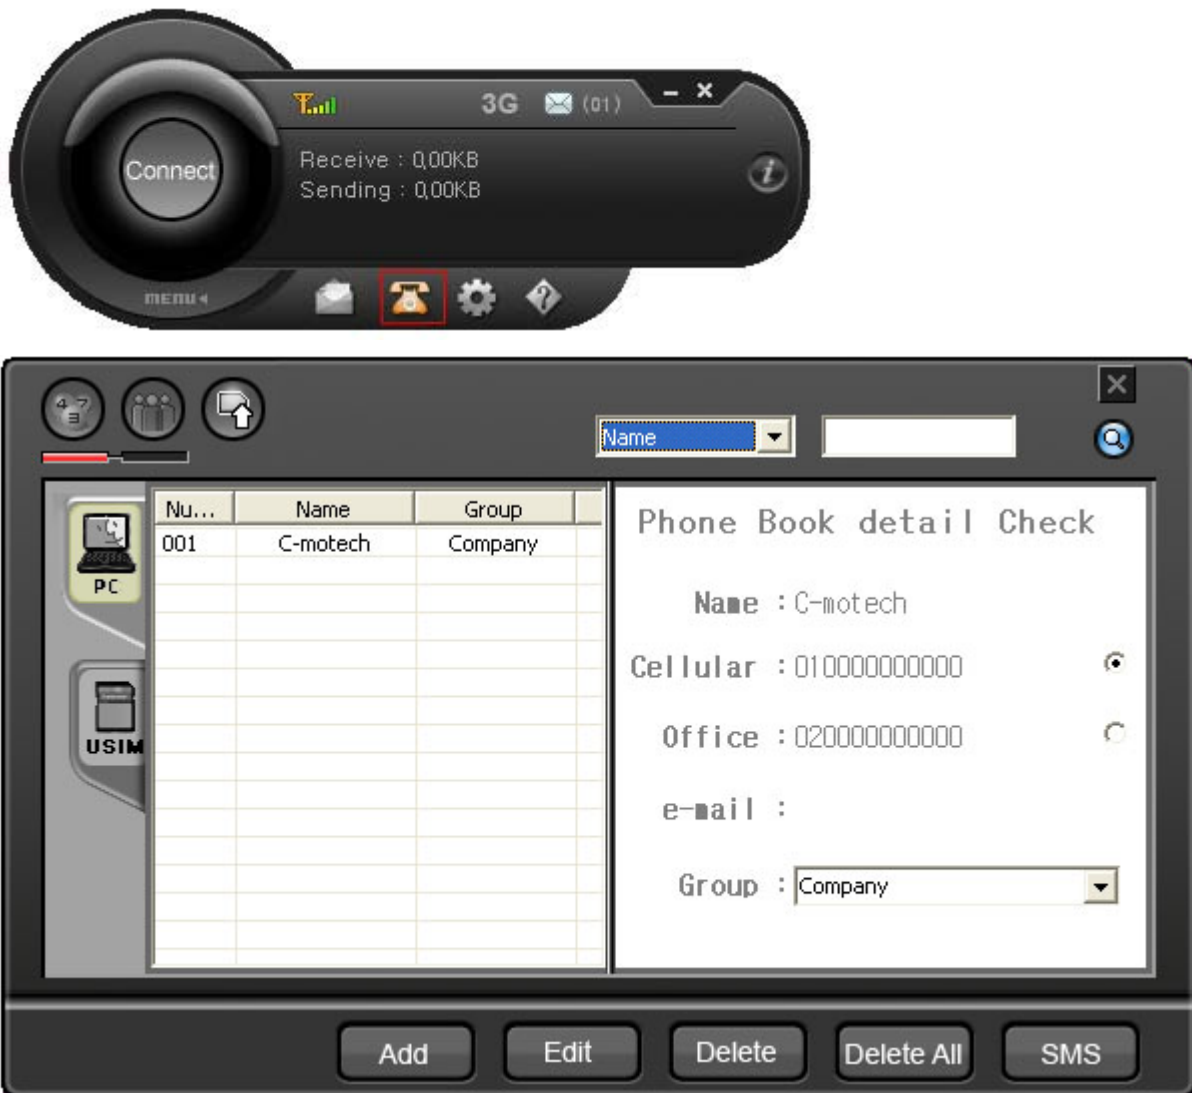 3G (01)
Connect
Receive : 0,00KB
Sending : 0,00KB
MENU
Name
Nu... Name Group
001 C-motech Company
PC
USIM
Phone Book detail Check
Name : C-motech
Cellular : 010000000000
Office : 020000000000
e-mail :
Group : Company
Add Edit Delete Delete All SMS